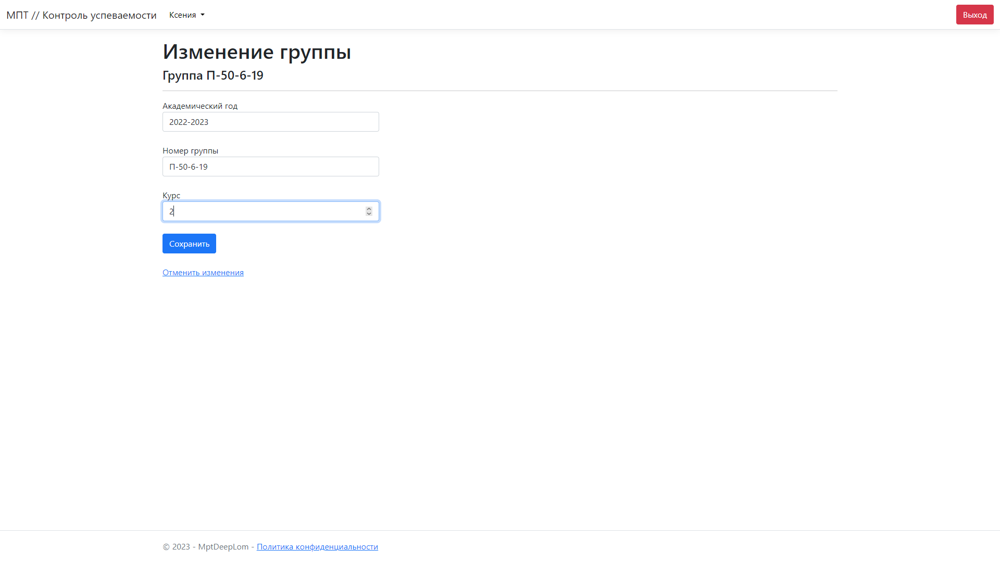 МПТ // Контроль успеваемости Ксения Выход
Изменение группы
Группа П-50-6-19
Академический год
2022-2023
Номер группы
П-50-6-19
Курс
2
Сохранить
Отменить изменения
© 2023 - MptDeepLom - Политика конфиденциальности